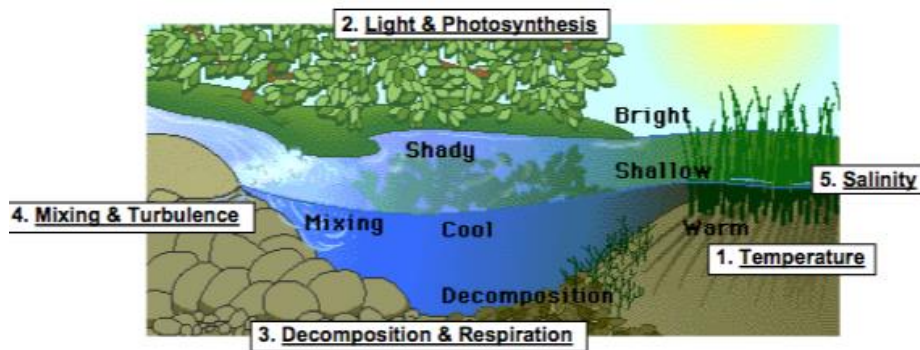 2. Light & Photosynthesis
Bright
Shady
Shallow
5. Salinity
4. Mixing & Turbulence
Mixing
Cool
Warm
1. Temperature
Decomposition
3. Decomposition & Respiration